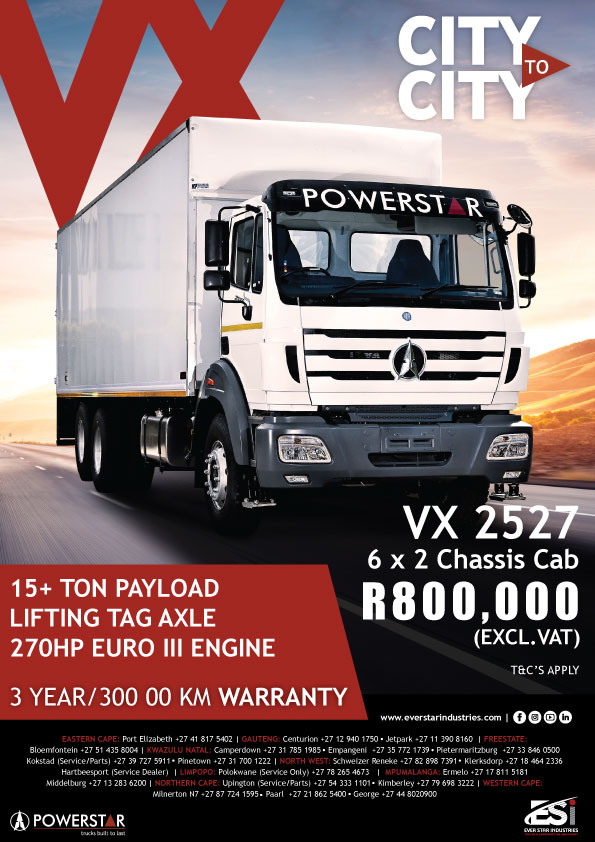 VX
CITY
TO
CITY
POWERSTAR
VX 2527
6 x 2 Chassis Cab
R800,000
(EXCL.VAT)
T&C'S APPLY
15+ TON PAYLOAD
LIFTING TAG AXLE
270HP EURO III ENGINE
3 YEAR/300 00 KM WARRANTY
www.everstarindustries.com |
EASTERN CAPE: Port Elizabeth +27 41 817 5402 | GAUTENG: Centurion +27 12 940 1750 • Jetpark +27 11 390 8160 | FREESTATE:
Bloemfontein +27 51 435 8004 | KWAZULU NATAL: Camperdown +27 31 785 1985• Empangeni +27 35 772 1739• Pietermaritzburg +27 33 846 0500
Kokstad (Service/Parts) +27 39 727 5911• Pinetown +27 31 700 1222 | NORTH WEST: Schweizer Reneke +27 82 898 7391• Klerksdorp +27 18 464 2336
Hartbeesport (Service Dealer) | LIMPOPO: Polokwane (Service Only) +27 78 265 4673 | MPUMALANGA: Ermelo +27 17 811 5181
Middelburg +27 13 283 6200 | NORTHERN CAPE: Upington (Service/Parts) +27 54 333 1101• Kimberley +27 79 698 3222 | WESTERN CAPE:
Milnerton N7 +27 87 724 1595• Paarl +27 21 862 5400 • George +27 44 8020900
POWERSTAR
trucks built to last
ESi
EVER STAR INDUSTRIES